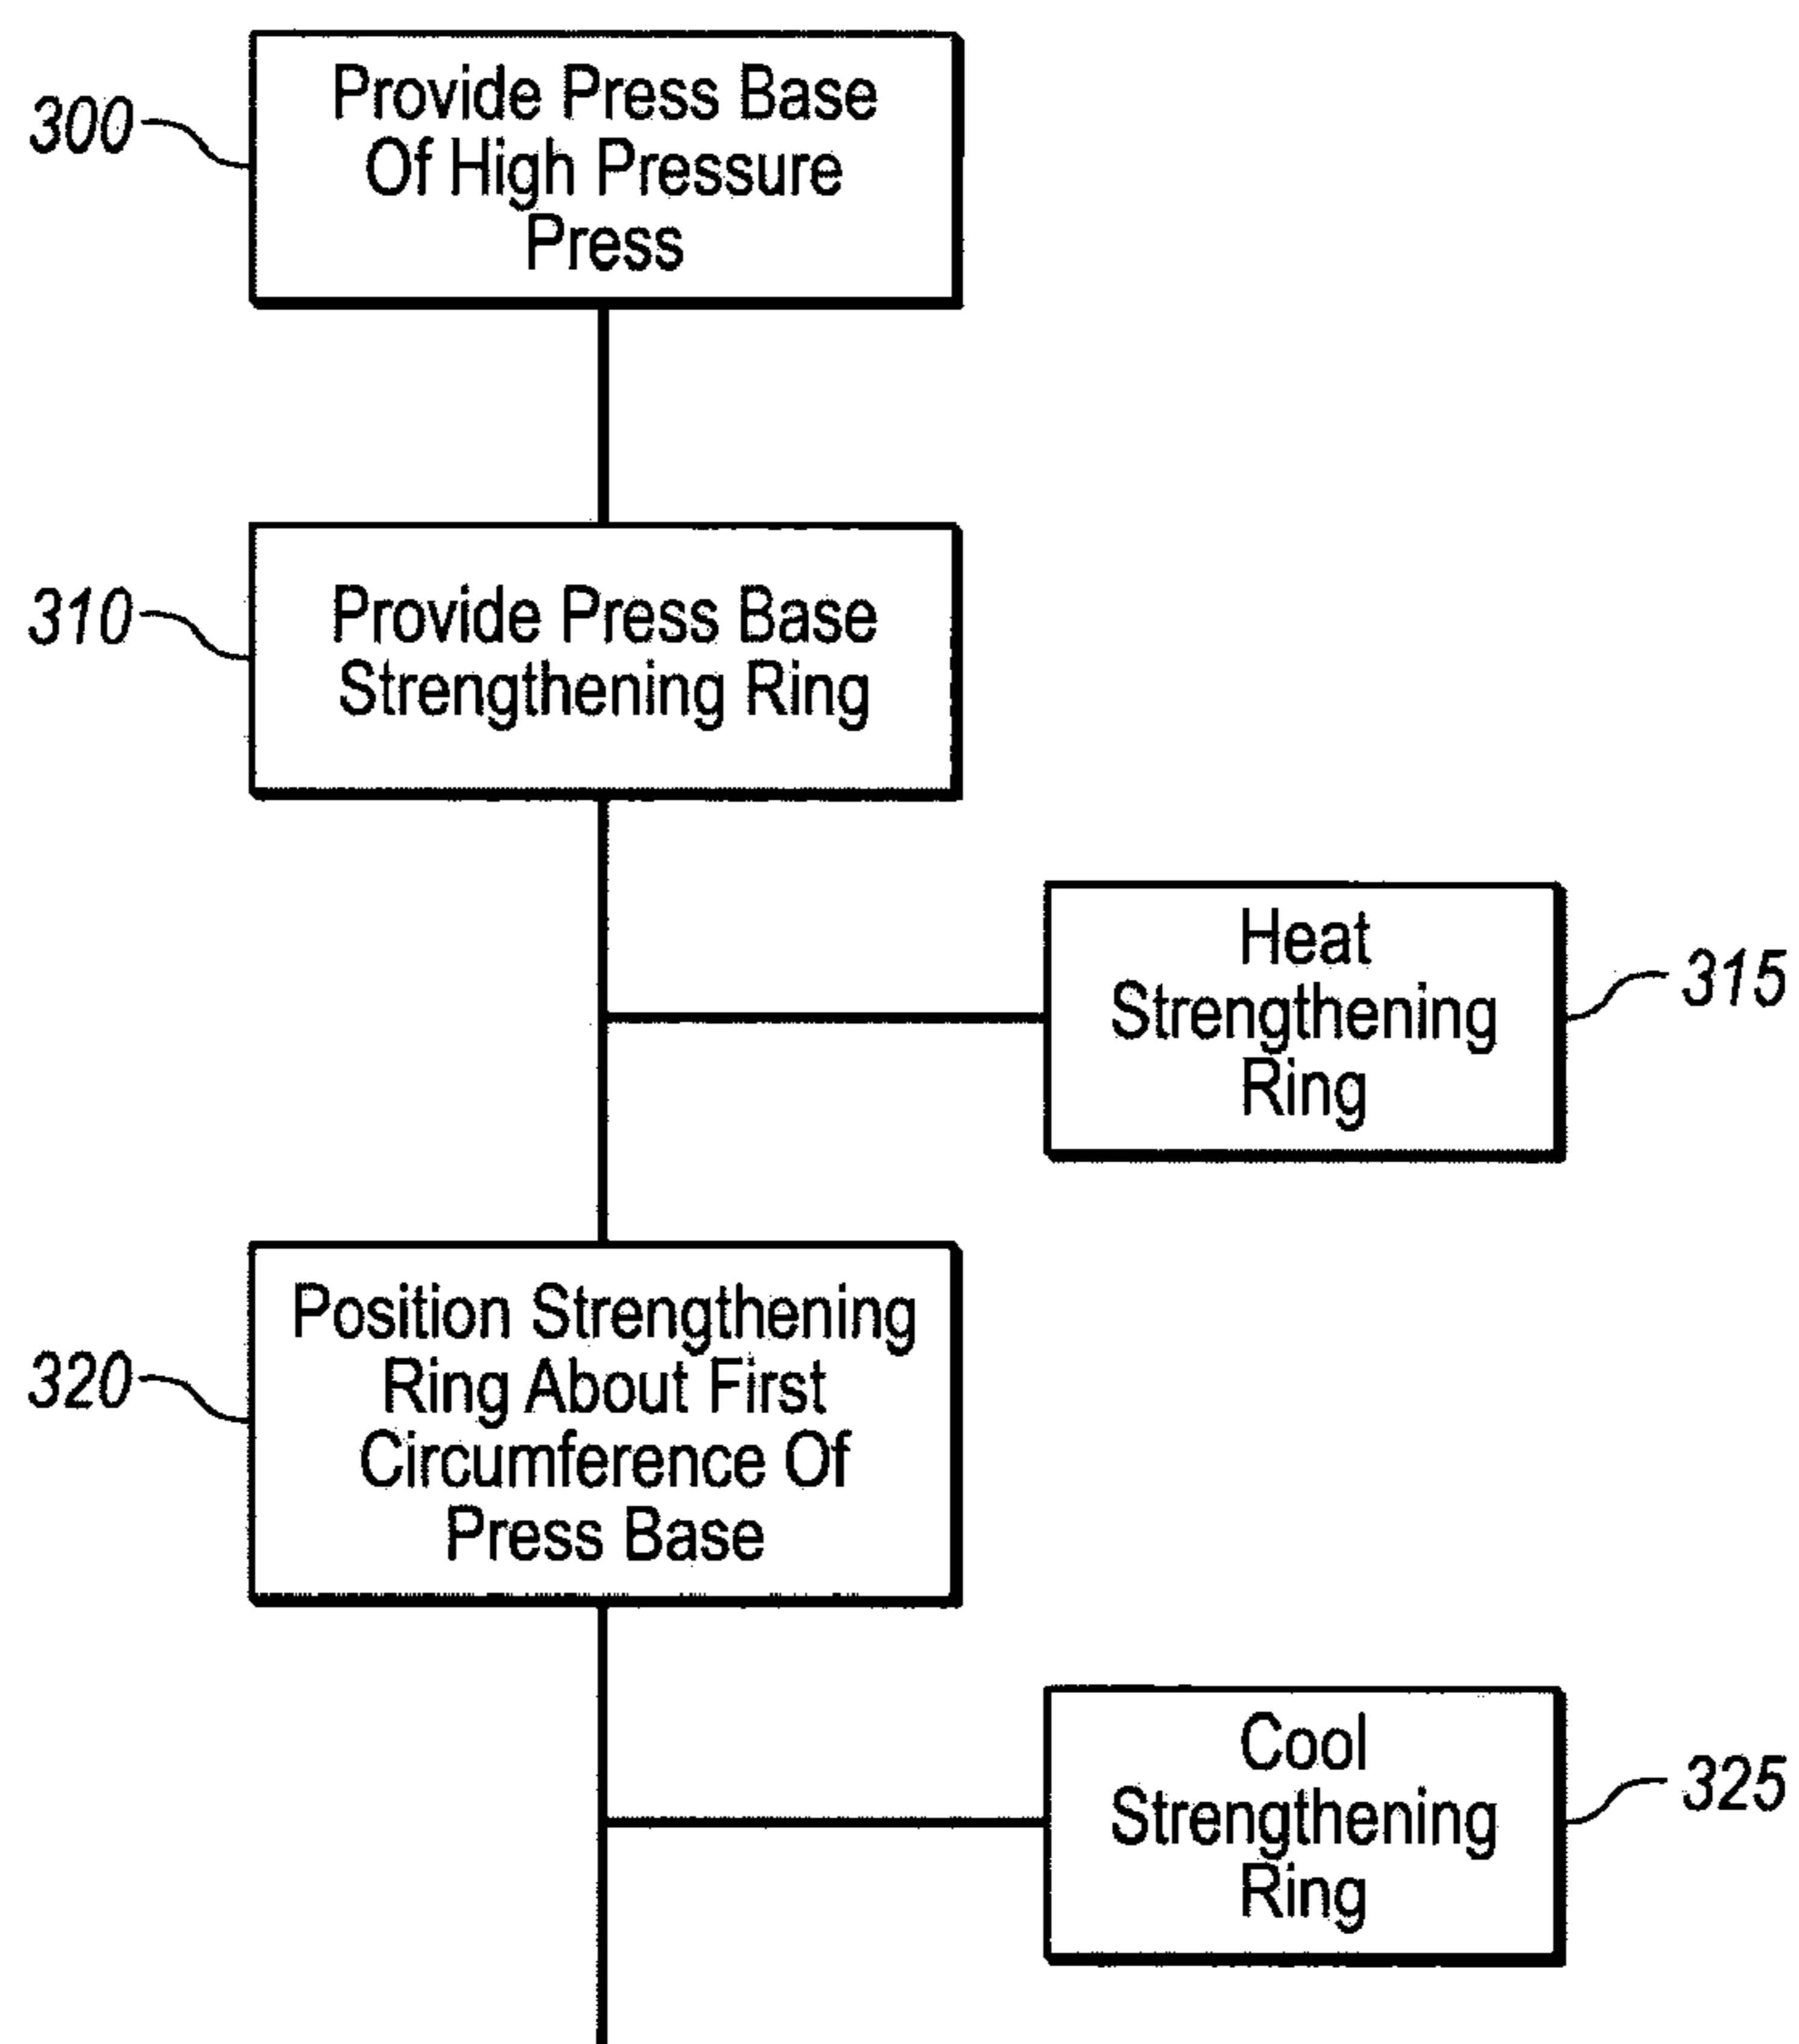 300
Provide Press Base
Of High Pressure
Press
310
Provide Press Base
Strengthening Ring
Heat
Strengthening
Ring
315
320
Position Strengthening
Ring About First
Circumference Of
Press Base
Cool
Strengthening
Ring
325